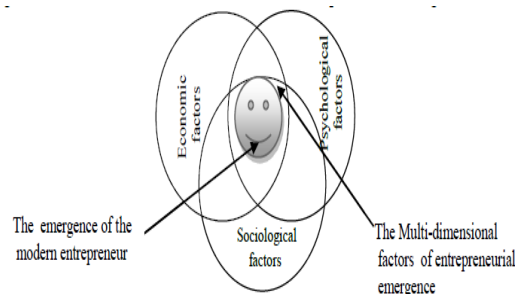 Economic
factors
Psychological
factors
Sociological
factors
The emergence of the
modern entrepreneur
The Multi-dimensional
factors of entrepreneurial
emergence